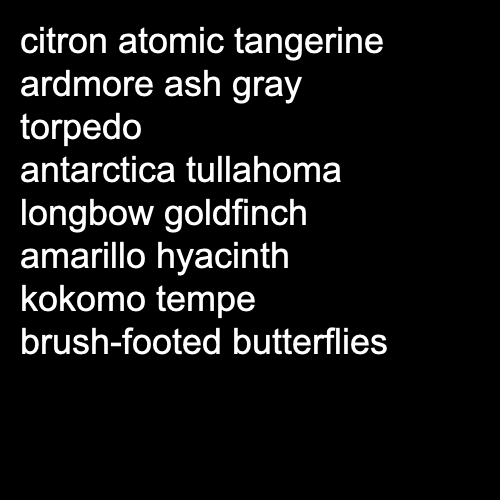 citron atomic tangerine
ardmore ash gray
torpedo
antarctica tullahoma
longbow goldfinch
amarillo hyacinth
kokomo tempe
brush-footed butterflies